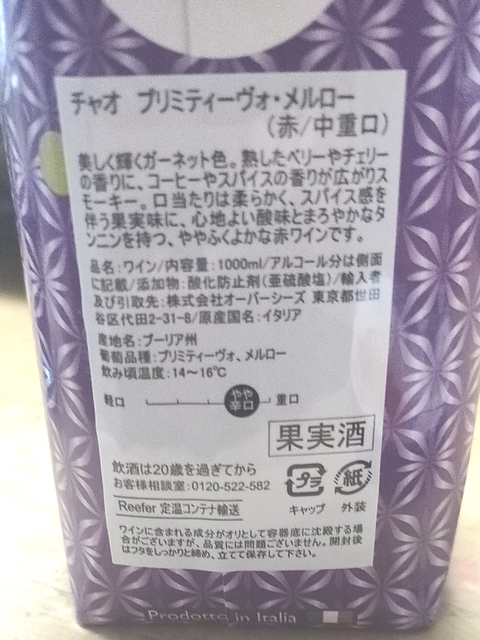 チャオ プリミティーヴォ・メルロー
（赤/中重口）
美しく輝くガーネット色。熟したベリーやチェリー
の香りに、コーヒーやスパイスの香りが広がりス
モーキー。口当たりは柔らかく、スパイス感を
伴う果実味に、心地よい酸味とまろやかなタ
ンニンを持つ、ややふくよかな赤ワインです。
品名：ワイン/内容量：1000ml/アルコール分は側面
に記載/添加物：酸化防止剤(亜硫酸塩)/輸入者
及び引取先：株式会社オーバーシーズ 東京都世田
谷区代田2-31-8/原産国名：イタリア
産地名：プーリア州
葡萄品種：プリミティーヴォ、メルロー
飲み頃温度：14～16℃
軽口 やや辛口 重口
果実酒
飲酒は20歳を過ぎてから
お客様相談室：0120-522-582
プラ 紙
キャップ 外装
Reefer 定温コンテナ輸送
ワインに含まれる成分がオリとして容器底に沈殿する場
合がございますが、品質には問題ございません。開封後
はフタをしっかりと締め、立てて保存して下さい。
Prodotto in Italia